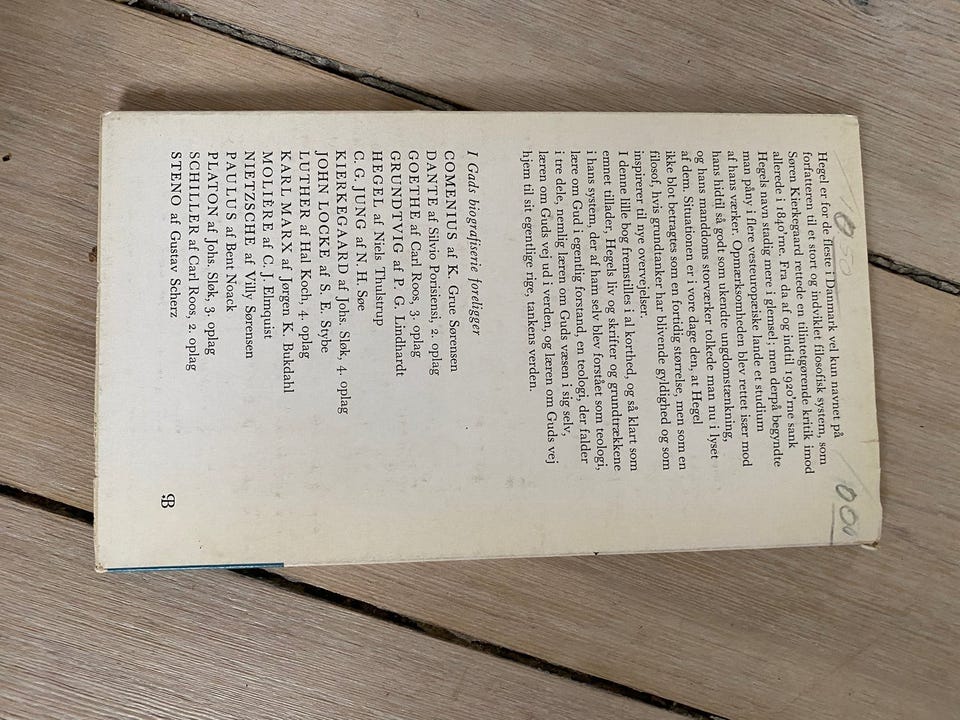 Hegel er for de fleste i Danmark vel kun navnet på
forfatteren til et stort og indviklet filosofisk system, som
Søren Kierkegaard rettede en tilintetgørende kritik imod
allerede i 1840'rne. Fra da af og indtil 1920'rne sank
Hegels navn stadig mere i glemsel; men derpå begyndte
man påny i flere vesteuropæiske lande et studium
af hans værker. Opmærksomheden blev rettet især mod
hans hidtil så godt som ukendte ungdomstænkning,
og hans manddoms storværker tolkede man nu i lyset
af dem. Situationen er i vore dage den, at Hegel
ikke blot betragtes som en fortidig størrelse, men som en
filosof, hvis grundtanker har blivende gyldighed og som
inspirerer til nye overvejelser.
I denne lille bog fremstilles i al korthed, og så klart som
emnet tillader, Hegels liv og skrifter og grundtrækkene
i hans system, der af ham selv blev forstået som teologi,
lære om Gud i egentlig forstand, en teologi, der falder
i tre dele, nemlig læren om Guds væsen i sig selv,
læren om Guds vej ud i verden, og læren om Guds vej
hjem til sit egentlige rige, tankens verden.
I Gads biografiserie foreligger
COMENIUS af K. Grue Sørensen
DANTE af Silvio Porisiensi, 2. oplag
GOETHE af Carl Roos, 3. oplag
GRUNDTVIG af P. G. Lindhardt
HEGEL af Niels Thulstrup
C. G. JUNG af N. H. Søe
KIERKEGAARD af Johs. Sløk, 4. oplag
JOHN LOCKE af S. E. Stybe
LUTHER af Hal Koch, 4. oplag
KARL MARX af Jørgen K. Bukdahl
MOLIÈRE af C. J. Elmquist
NIETZSCHE af Villy Sørensen
PAULUS af Bent Noack
PLATON af Johs. Sløk, 3. oplag
SCHILLER af Carl Roos, 2. oplag
STENO af Gustav Scherz